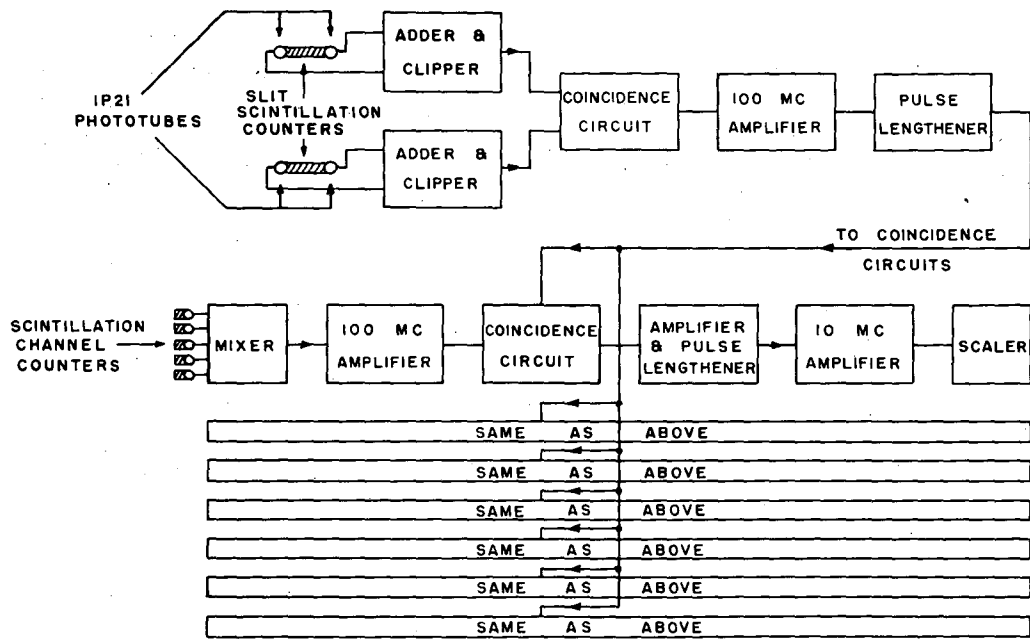 ADDER &
CLIPPER
IP21
PHOTOTUBES
SLIT
SCINTILLATION
COUNTERS
COINCIDENCE
CIRCUIT
100 MC
AMPLIFIER
PULSE
LENGTHENER
ADDER &
CLIPPER
TO COINCIDENCE
CIRCUITS
SCINTILLATION
CHANNEL
COUNTERS
MIXER
100 MC
AMPLIFIER
COINCIDENCE
CIRCUIT
AMPLIFIER
& PULSE
LENGTHENER
10 MC
AMPLIFIER
SCALER
SAME AS ABOVE
SAME AS ABOVE
SAME AS ABOVE
SAME AS ABOVE
SAME AS ABOVE
SAME AS ABOVE